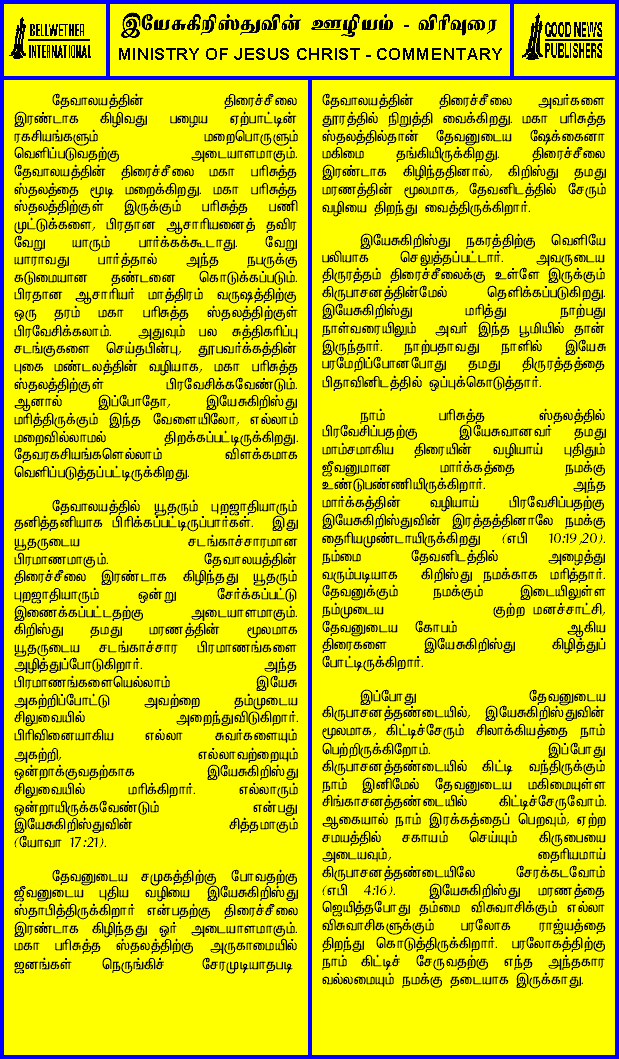 BELLWETHER
INTERNATIONAL
இயேசுகிறிஸ்துவின் ஊழியம் - விரிவுரை
MINISTRY OF JESUS CHRIST - COMMENTARY
GOOD NEWS
PUBLISHERS
தேவாலயத்தின் திரைச்சீலை
இரண்டாக கிழிவது பழைய ஏற்பாட்டின்
ரகசியங்களும் மறைபொருளும்
வெளிப்படுவதற்கு அடையாளமாகும்.
தேவாலயத்தின் திரைச்சீலை மகா பரிசுத்த
ஸ்தலத்தை மூடி மறைக்கிறது. மகா பரிசுத்த
ஸ்தலத்திற்குள் இருக்கும் பரிசுத்த பணி
முட்டுக்களை, பிரதான ஆசாரியனைத் தவிர
வேறு யாரும் பார்க்கக்கூடாது. வேறு
யாராவது பார்த்தால் அந்த நபருக்கு
கடுமையான தண்டனை கொடுக்கப்படும்.
பிரதான ஆசாரியர் மாத்திரம் வருஷத்திற்கு
ஒரு தரம் மகா பரிசுத்த ஸ்தலத்திற்குள்
பிரவேசிக்கலாம். அதுவும் பல சுத்திகரிப்பு
சடங்குகளை செய்தபின்பு, தூபவர்க்கத்தின்
புகை மண்டலத்தின் வழியாக, மகா பரிசுத்த
ஸ்தலத்திற்குள் பிரவேசிக்கவேண்டும்.
ஆனால் இப்போதோ, இயேசுகிறிஸ்து
மரித்திருக்கும் இந்த வேளையிலோ, எல்லாம்
மறைவில்லாமல் திறக்கப்பட்டிருக்கிறது.
தேவரகசியங்களெல்லாம் விளக்கமாக
வெளிப்படுத்தப்பட்டிருக்கிறது.
தேவாலயத்தில் யூதரும் புறஜாதியாரும்
தனித்தனியாக பிரிக்கப்பட்டிருப்பார்கள். இது
யூதருடைய சடங்காச்சாரமான
பிரமாணமாகும். தேவாலயத்தின்
திரைச்சீலை இரண்டாக கிழிந்தது யூதரும்
புறஜாதியாரும் ஒன்று சேர்க்கப்பட்டு
இணைக்கப்பட்டதற்கு அடையாளமாகும்.
கிறிஸ்து தமது மரணத்தின் மூலமாக
யூதருடைய சடங்காச்சார பிரமாணங்களை
அழித்துப்போடுகிறார். அந்த
பிரமாணங்களையெல்லாம் இயேசு
அகற்றிப்போட்டு அவற்றை தம்முடைய
சிலுவையில் அறைந்துவிடுகிறார்.
பிரிவினையாகிய எல்லா சுவர்களையும்
அகற்றி, எல்லாவற்றையும்
ஒன்றாக்குவதற்காக இயேசுகிறிஸ்து
சிலுவையில் மரிக்கிறார். எல்லாரும்
ஒன்றாயிருக்கவேண்டும் என்பது
இயேசுகிறிஸ்துவின் சித்தமாகும்
(யோவா 17:21).
தேவனுடைய சமுகத்திற்கு போவதற்கு
ஜீவனுடைய புதிய வழியை இயேசுகிறிஸ்து
ஸ்தாபித்திருக்கிறார் என்பதற்கு திரைச்சீலை
இரண்டாக கிழிந்தது ஓர் அடையாளமாகும்.
மகா பரிசுத்த ஸ்தலத்திற்கு அருகாமையில்
ஜனங்கள் நெருங்கிச் சேரமுடியாதபடி
தேவாலயத்தின் திரைச்சீலை அவர்களை
தூரத்தில் நிறுத்தி வைக்கிறது. மகா பரிசுத்த
ஸ்தலத்தில்தான் தேவனுடைய ஷேக்கைனா
மகிமை தங்கியிருக்கிறது. திரைச்சீலை
இரண்டாக கிழிந்ததினால், கிறிஸ்து தமது
மரணத்தின் மூலமாக, தேவனிடத்தில் சேரும்
வழியை திறந்து வைத்திருக்கிறார்.
இயேசுகிறிஸ்து நகரத்திற்கு வெளியே
பலியாக செலுத்தப்பட்டார். அவருடைய
திருரத்தம் திரைச்சீலைக்கு உள்ளே இருக்கும்
கிருபாசனத்தின்மேல் தெளிக்கப்படுகிறது.
இயேசுகிறிஸ்து மரித்து நாற்பது
நாள்வரையிலும் அவர் இந்த பூமியில் தான்
இருந்தார். நாற்பதாவது நாளில் இயேசு
பரமேறிப்போனபோது தமது திருரத்தத்தை
பிதாவினிடத்தில் ஒப்புக்கொடுத்தார்.
நாம் பரிசுத்த ஸ்தலத்தில்
பிரவேசிப்பதற்கு இயேசுவானவர் தமது
மாம்சமாகிய திரையின் வழியாய் புதிதும்
ஜீவனுமான மார்க்கத்தை நமக்கு
உண்டுபண்ணியிருக்கிறார். அந்த
மார்க்கத்தின் வழியாய் பிரவேசிப்பதற்கு
இயேசுகிறிஸ்துவின் இரத்தத்தினாலே நமக்கு
தைரியமுண்டாயிருக்கிறது (எபி 10:19,20).
நம்மை தேவனிடத்தில் அழைத்து
வரும்படியாக கிறிஸ்து நமக்காக மரித்தார்.
தேவனுக்கும் நமக்கும் இடையிலுள்ள
நம்முடைய குற்ற மனச்சாட்சி,
தேவனுடைய கோபம் ஆகிய
திரைகளை இயேசுகிறிஸ்து கிழித்துப்
போட்டிருக்கிறார்.
இப்போது தேவனுடைய
கிருபாசனத்தண்டையில், இயேசுகிறிஸ்துவின்
மூலமாக, கிட்டிச்சேரும் சிலாக்கியத்தை நாம்
பெற்றிருக்கிறோம். இப்போது
கிருபாசனத்தண்டையில் கிட்டி வந்திருக்கும்
நாம் இனிமேல் தேவனுடைய மகிமையுள்ள
சிங்காசனத்தண்டையில் கிட்டிச்சேருவோம்.
ஆகையால் நாம் இரக்கத்தைப் பெறவும், ஏற்ற
சமயத்தில் சகாயம் செய்யும் கிருபையை
அடையவும், தைரியமாய்
கிருபாசனத்தண்டையிலே சேரக்கடவோம்
(எபி 4:16). இயேசுகிறிஸ்து மரணத்தை
ஜெயித்தபோது தம்மை விசுவாசிக்கும் எல்லா
விசுவாசிகளுக்கும் பரலோக ராஜ்யத்தை
திறந்து கொடுத்திருக்கிறார். பரலோகத்திற்கு
நாம் கிட்டிச் சேருவதற்கு எந்த அந்தகார
வல்லமையும் நமக்கு தடையாக இருக்காது.